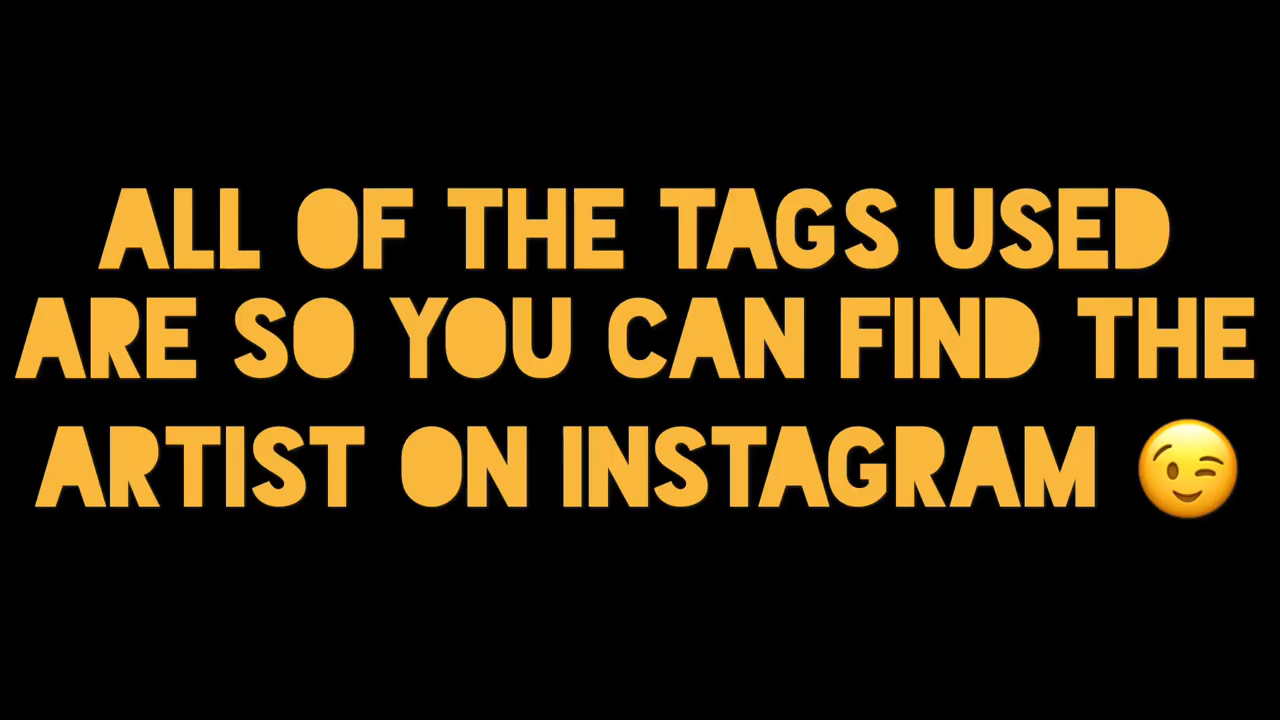 ALL OF THE TAGS USED
ARE SO YOU CAN FIND THE
ARTIST ON INSTAGRAM 😉